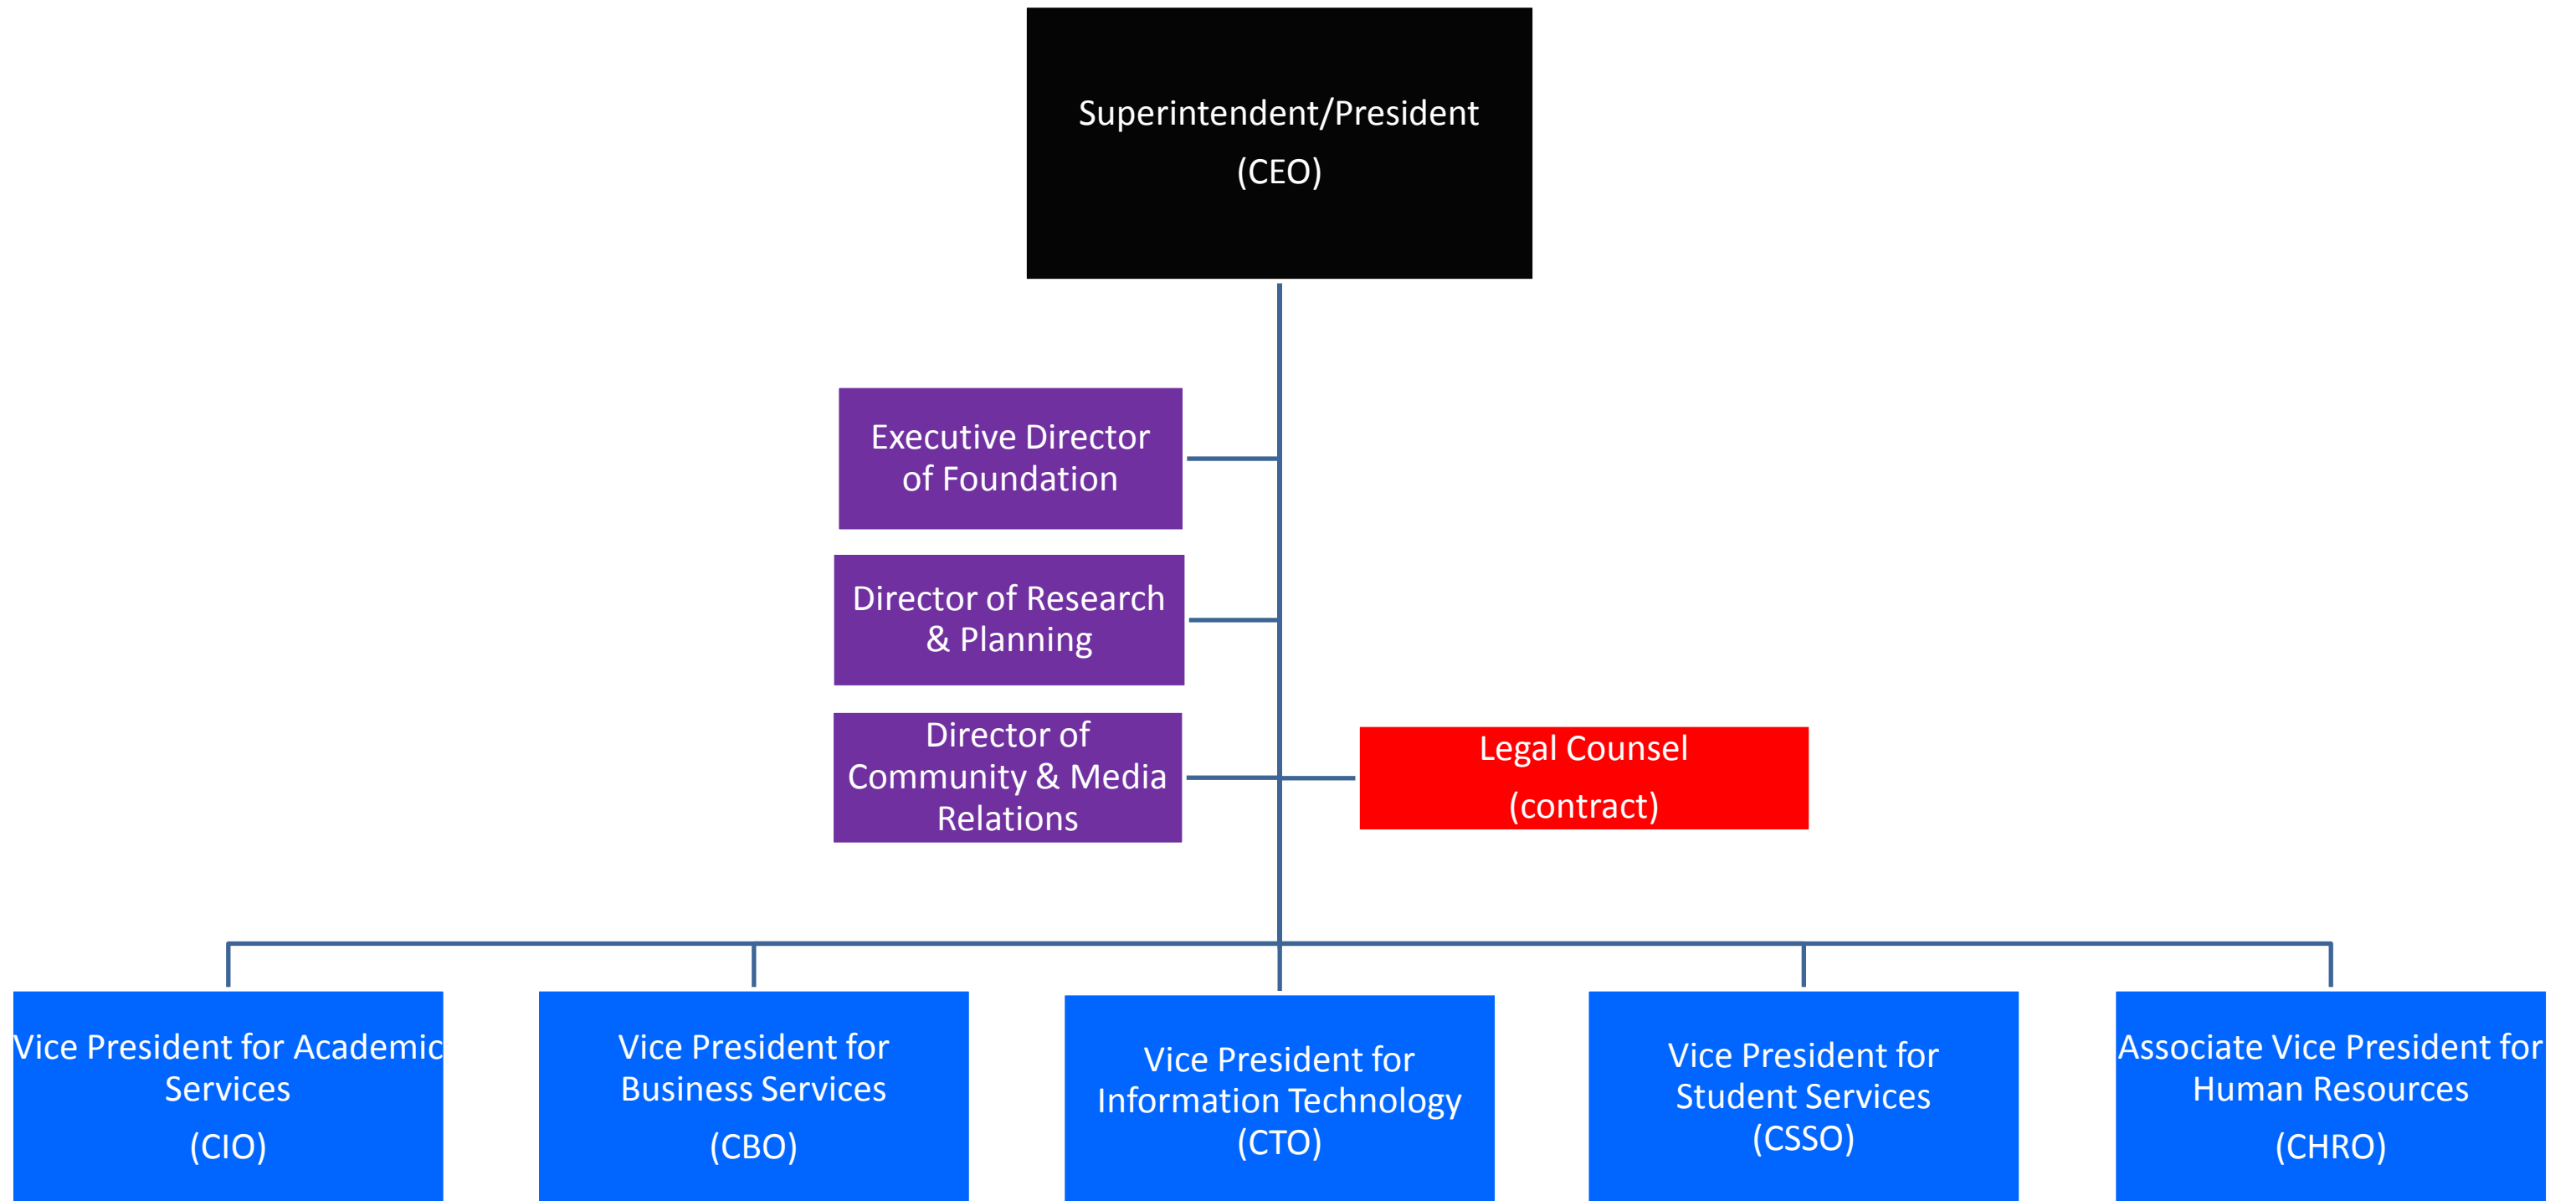 Superintendent/President
(CEO)
Executive Director
of Foundation
Director of Research
& Planning
Director of
Community & Media
Relations
Legal Counsel
(contract)
Vice President for Academic
Services
(CIO)
Vice President for
Business Services
(CBO)
Vice President for
Information Technology
(CTO)
Vice President for
Student Services
(CSSO)
Associate Vice President for
Human Resources
(CHRO)